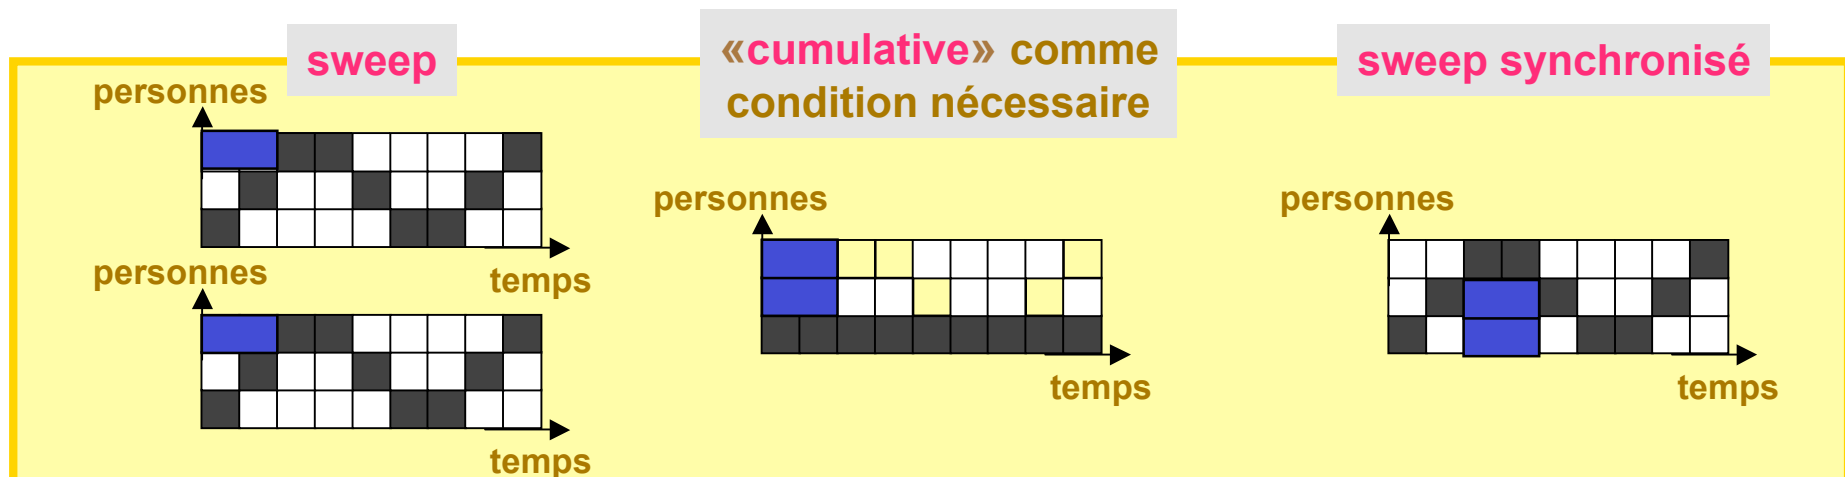 sweep
personnes
temps
personnes
temps
«cumulative» comme
condition nécessaire
personnes
temps
sweep synchronisé
personnes
temps